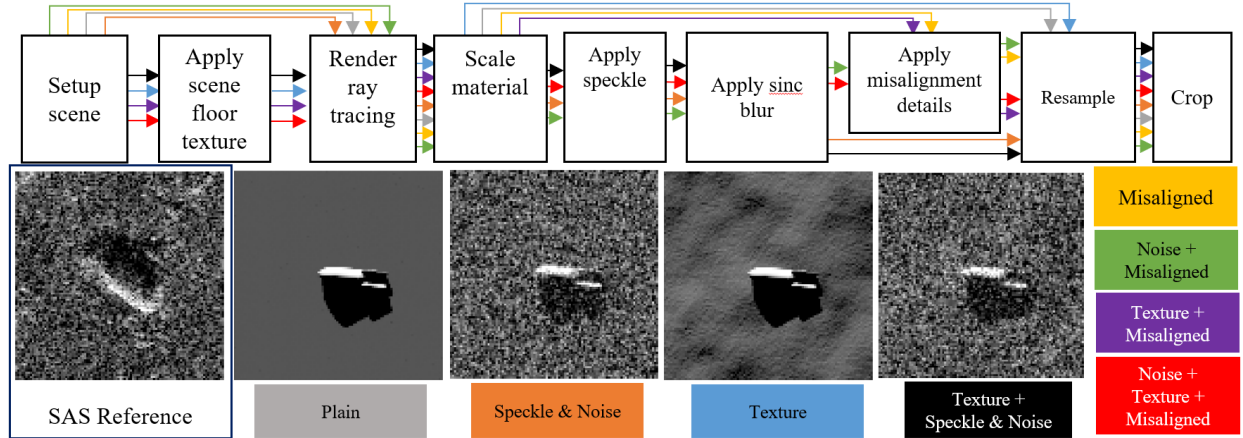 Setup
scene
Apply
scene
floor
texture
Render
ray
tracing
Scale
material
Apply
speckle
Apply sinc
blur
Apply
misalignment
details
Resample
Crop
SAS Reference
Plain
Speckle & Noise
Texture
Texture +
Speckle & Noise
Misaligned
Noise +
Misaligned
Texture +
Misaligned
Noise +
Texture +
Misaligned